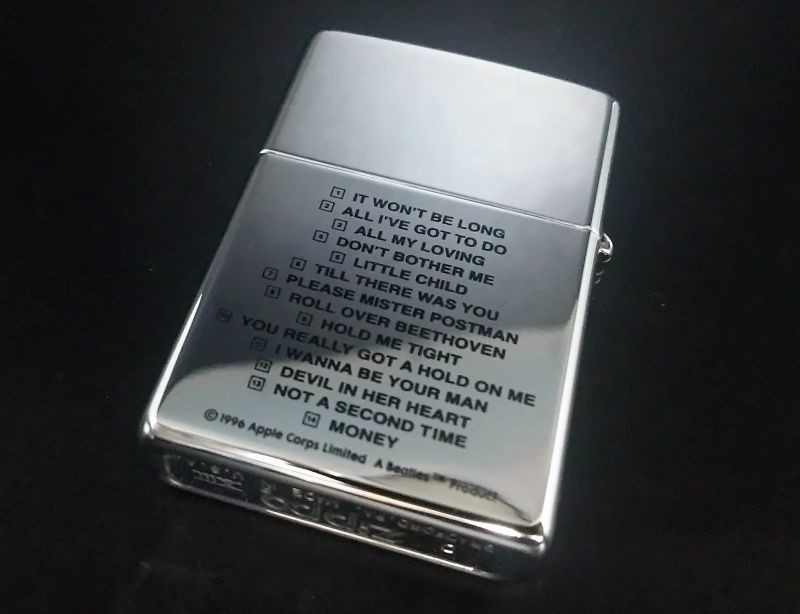 1 IT WON'T BE LONG
2 ALL I'VE GOT TO DO
3 ALL MY LOVING
4 DON'T BOTHER ME
5 LITTLE CHILD
6 TILL THERE WAS YOU
7 PLEASE MISTER POSTMAN
8 ROLL OVER BEETHOVEN
9 HOLD ME TIGHT
10 YOU REALLY GOT A HOLD ON ME
11 I WANNA BE YOUR MAN
12 DEVIL IN HER HEART
13 NOT A SECOND TIME
14 MONEY
© 1996 Apple Corps Limited A Beatles™ Product
Zippo